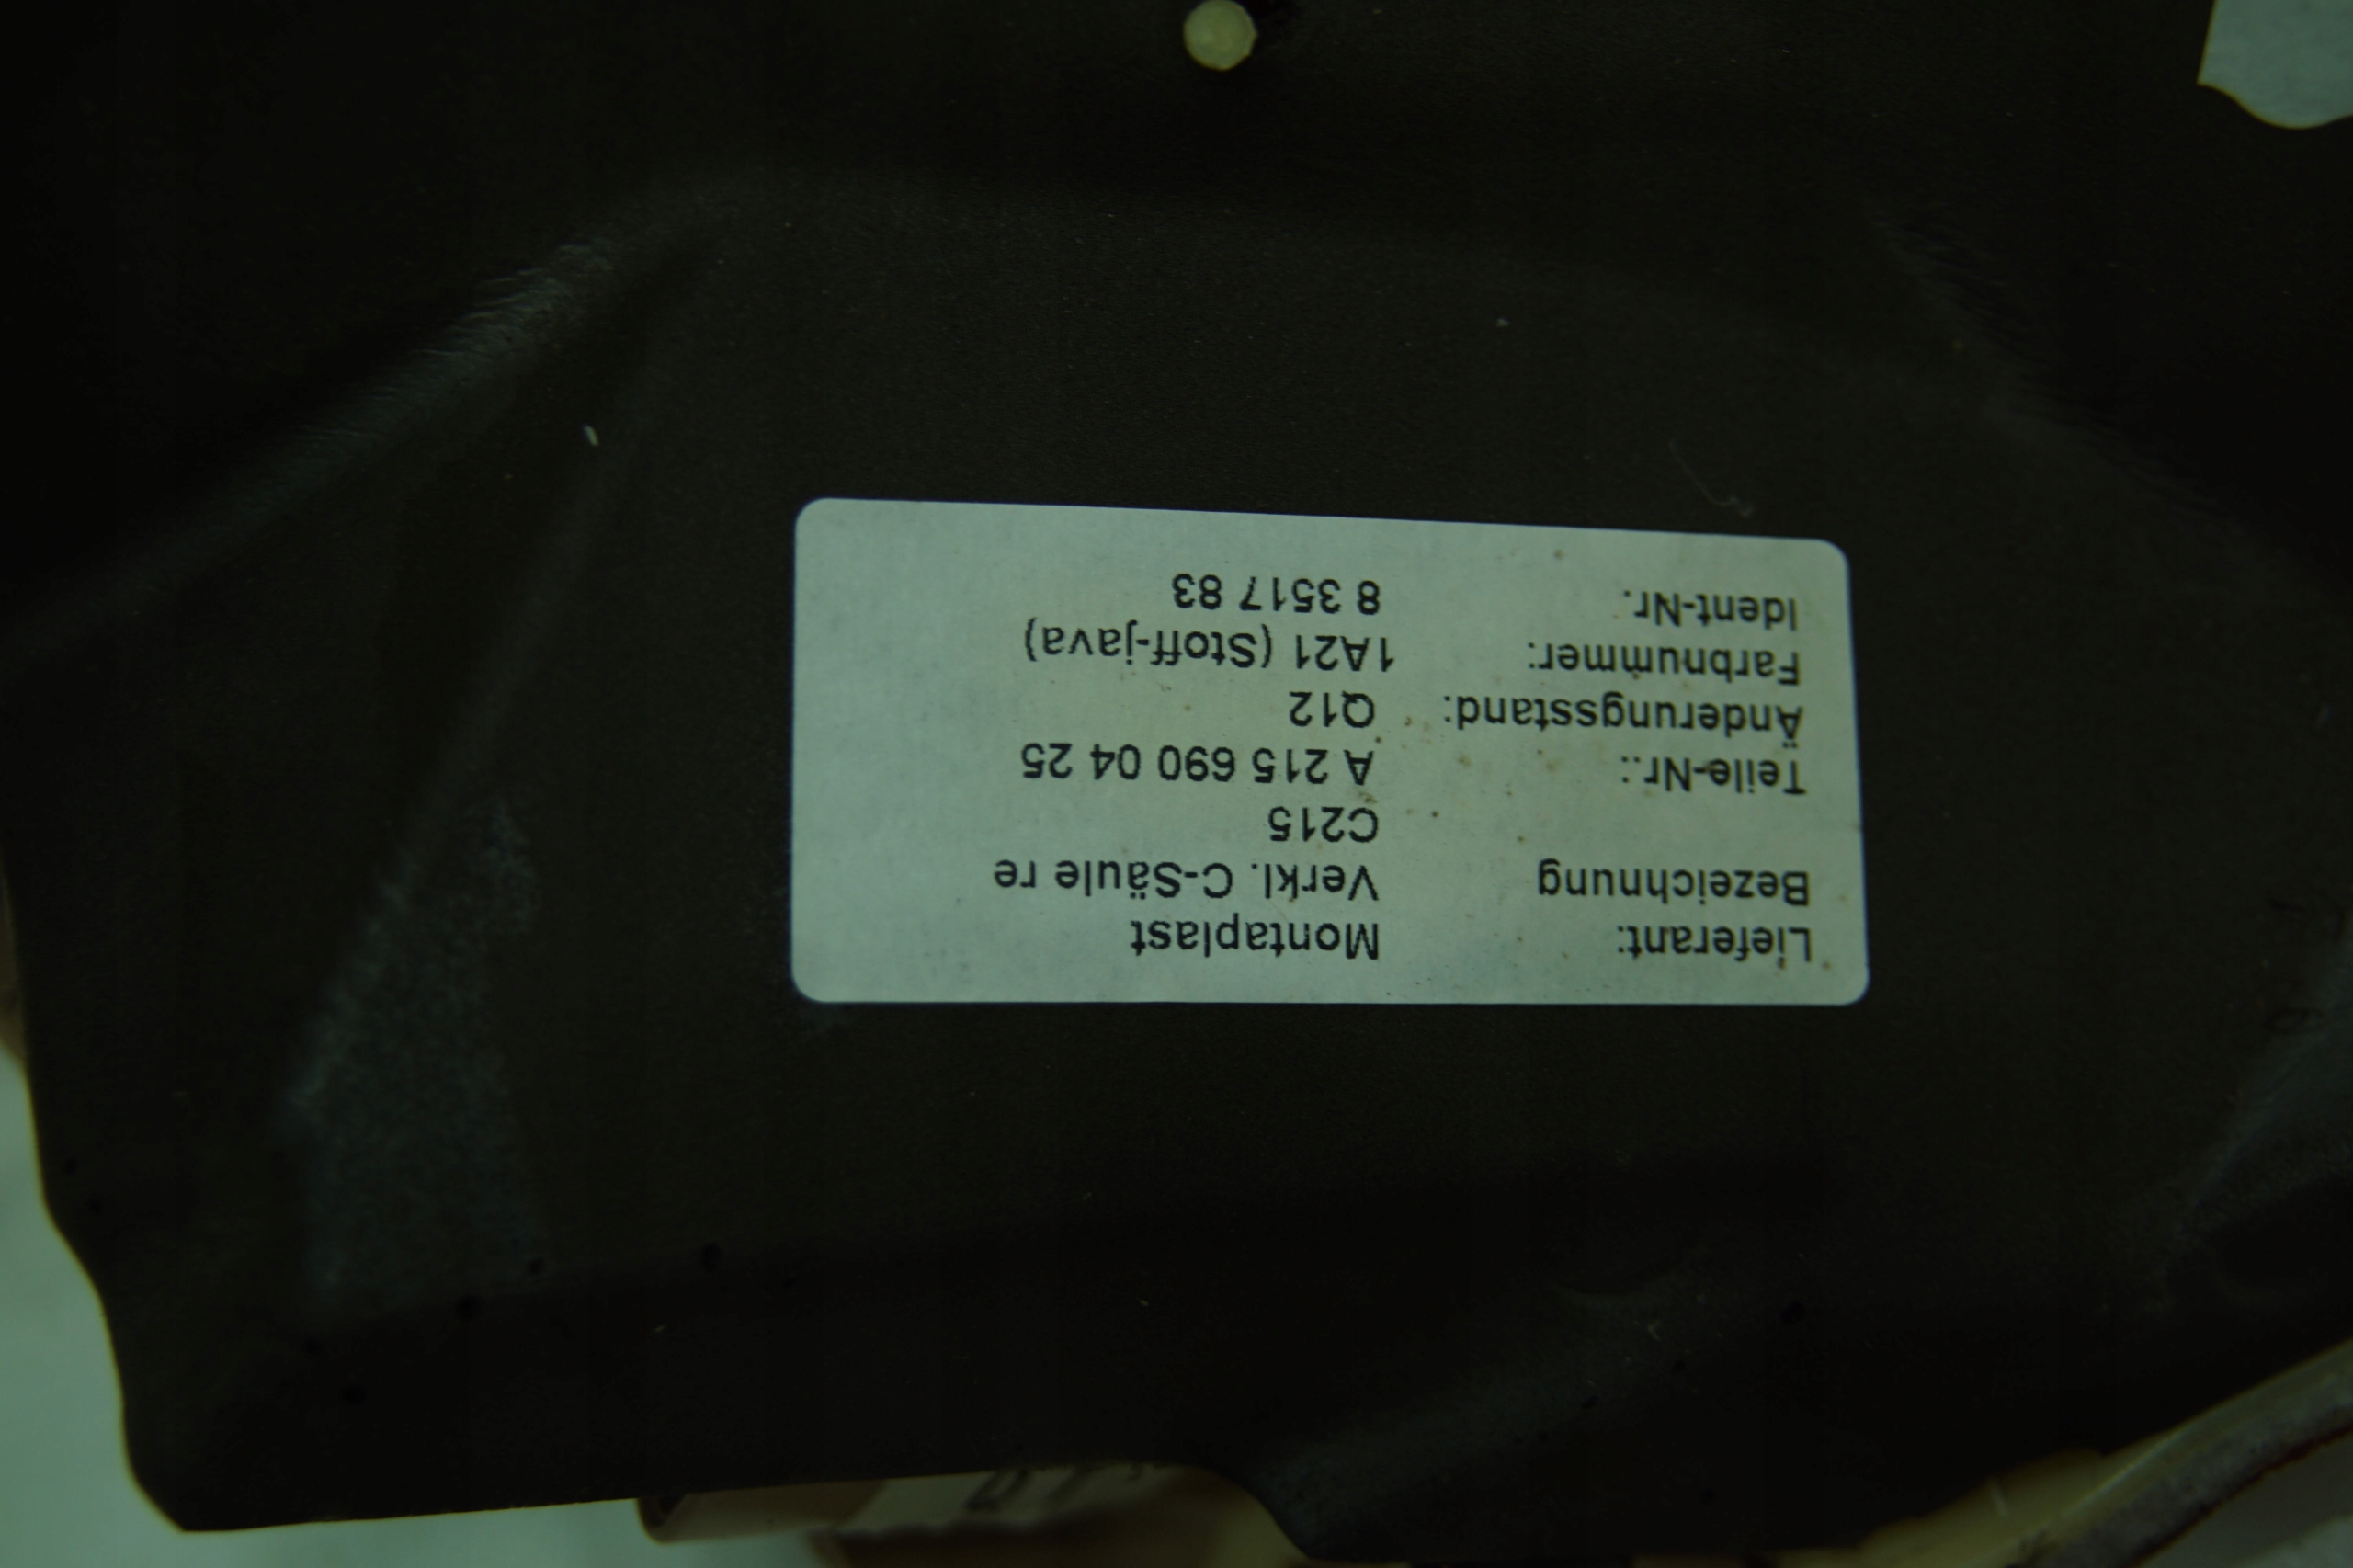 Lieferant: Montaplast
Bezeichnung Verkl. C-Säule re
C215
Teile-Nr.: A 215 690 04 25
Änderungsstand: Q12
Farbnummer: 1A21 (Stoff-java)
Ident-Nr. 8 3517 83